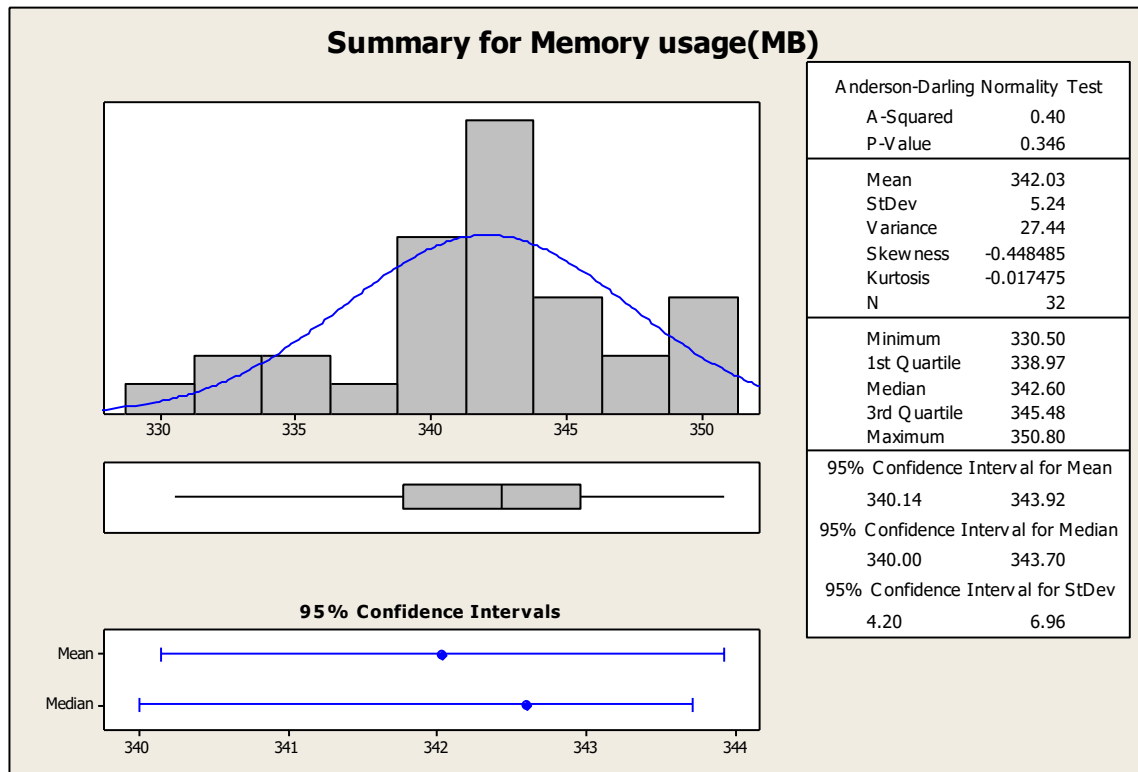 Summary for Memory usage(MB)
330 335 340 345 350
95% Confidence Intervals
Mean
Median
340 341 342 343 344
Anderson-Darling Normality Test
A-Squared 0.40
P-Value 0.346
Mean 342.03
StDev 5.24
Variance 27.44
Skewness -0.448485
Kurtosis -0.017475
N 32
Minimum 330.50
1st Quartile 338.97
Median 342.60
3rd Quartile 345.48
Maximum 350.80
95% Confidence Interval for Mean
340.14 343.92
95% Confidence Interval for Median
340.00 343.70
95% Confidence Interval for StDev
4.20 6.96